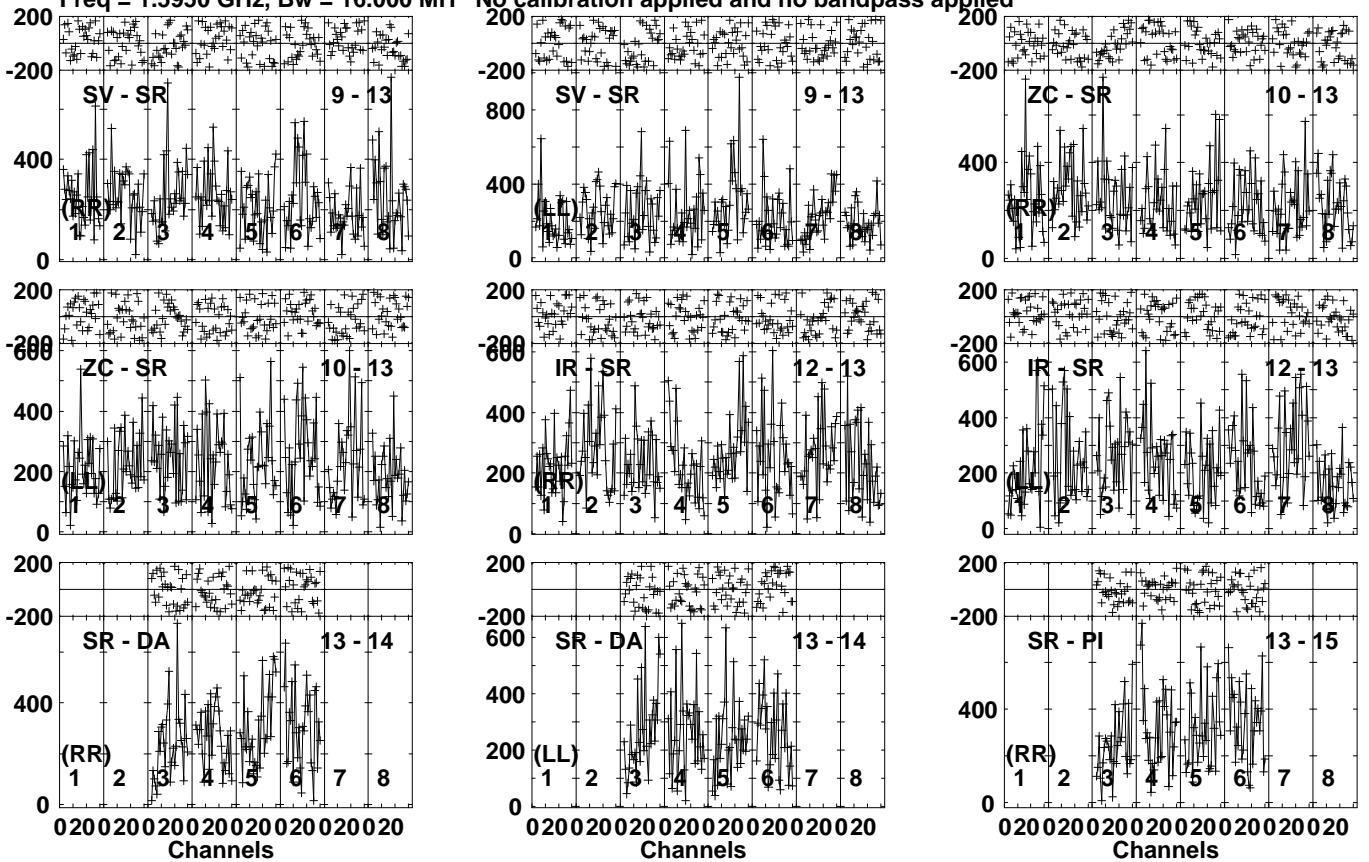 Freq = 1.5950 GHz, Bw = 16.000 MH No calibration applied and no bandpass applied
200 200 200
-200 -200 -200
SV - SR 9 - 13 SV - SR 9 - 13 ZC - SR 10 - 13
800
400 400 400
(RR) (LL) (RR)
1 2 3 4 5 6 7 8 1 2 3 4 5 6 7 8 1 2 3 4 5 6 7 8
0 0 0
200 200 200
-200 -200 -200
600 600 600
ZC - SR 10 - 13 IR - SR 12 - 13 IR - SR 12 - 13
400 400 400
200 200 200
(LL) (RR) (LL)
1 2 3 4 5 6 7 8 1 2 3 4 5 6 7 8 1 2 3 4 5 6 7 8
0 0 0
200 200 200
-200 -200 -200
SR - DA 13 - 14 SR - DA 13 - 14 SR - PI 13 - 15
600
400 400 400
200
(RR) (LL) (RR)
1 2 3 4 5 6 7 8 1 2 3 4 5 6 7 8 1 2 3 4 5 6 7 8
0 0 0
0 20 0 20 0 20 0 20 0 20 0 20 0 20 0 20 0 20 0 20 0 20 0 20 0 20 0 20 0 20 0 20 0 20 0 20 0 20 0 20 0 20 0 20 0 20 0 20
Channels Channels Channels